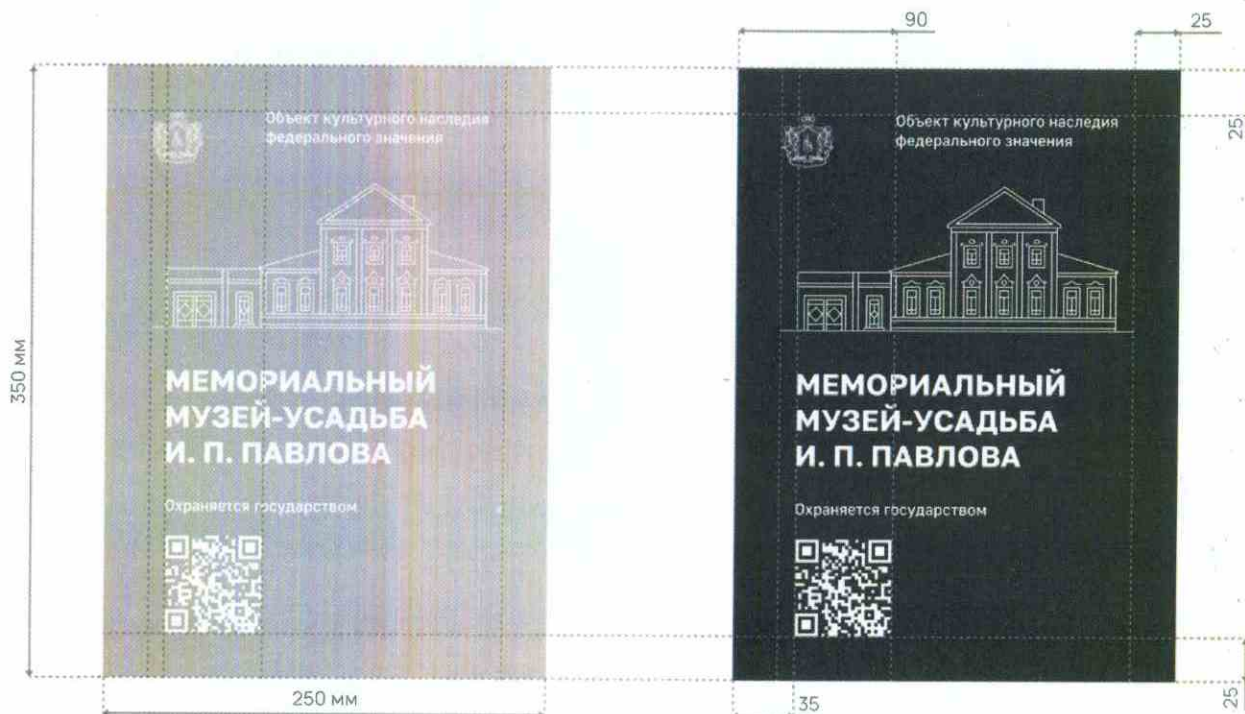 90
25
Объект культурного наследия
федерального значения
350 мм
МЕМОРИАЛЬНЫЙ
МУЗЕЙ-УСАДЬБА
И. П. ПАВЛОВА
Охраняется государством
250 мм
Объект культурного наследия
федерального значения
25
МЕМОРИАЛЬНЫЙ
МУЗЕЙ-УСАДЬБА
И. П. ПАВЛОВА
Охраняется государством
35
25